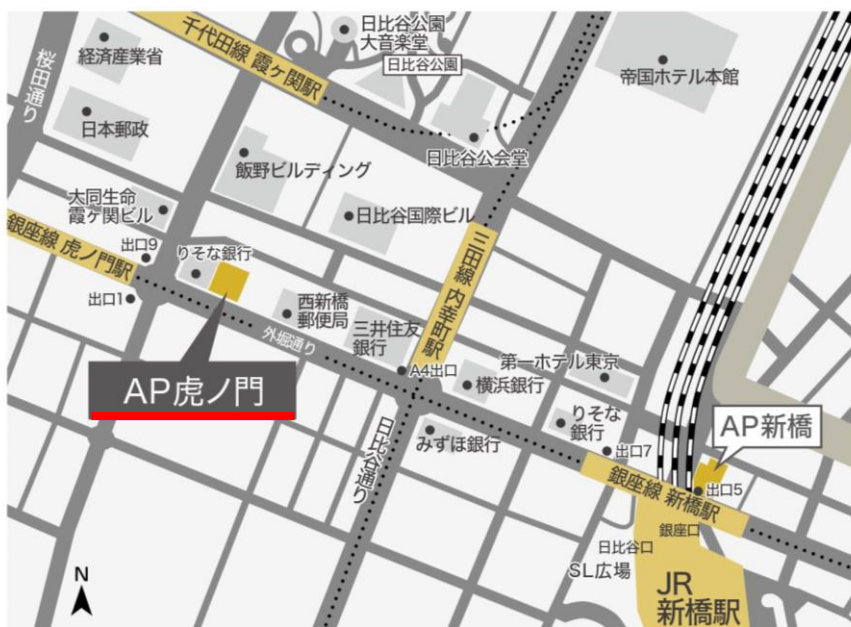 日比谷公園
大音楽堂
日比谷公園
経済産業省
千代田線 霞ヶ関駅
帝国ホテル本館
桜田通り
日本郵政
日比谷公会堂
飯野ビルディング
大同生命
霞ヶ関ビル
日比谷国際ビル
銀座線 虎ノ門駅
出口9
りそな銀行
三田線 内幸町駅
出口1
西新橋
郵便局
外堀通り
三井住友
銀行
A4出口
第一ホテル東京
横浜銀行
AP虎ノ門
りそな
銀行
AP新橋
みずほ銀行
出口7
日比谷通り
銀座線 新橋駅
出口5
銀座口
日比谷口
SL広場
JR
新橋駅
N